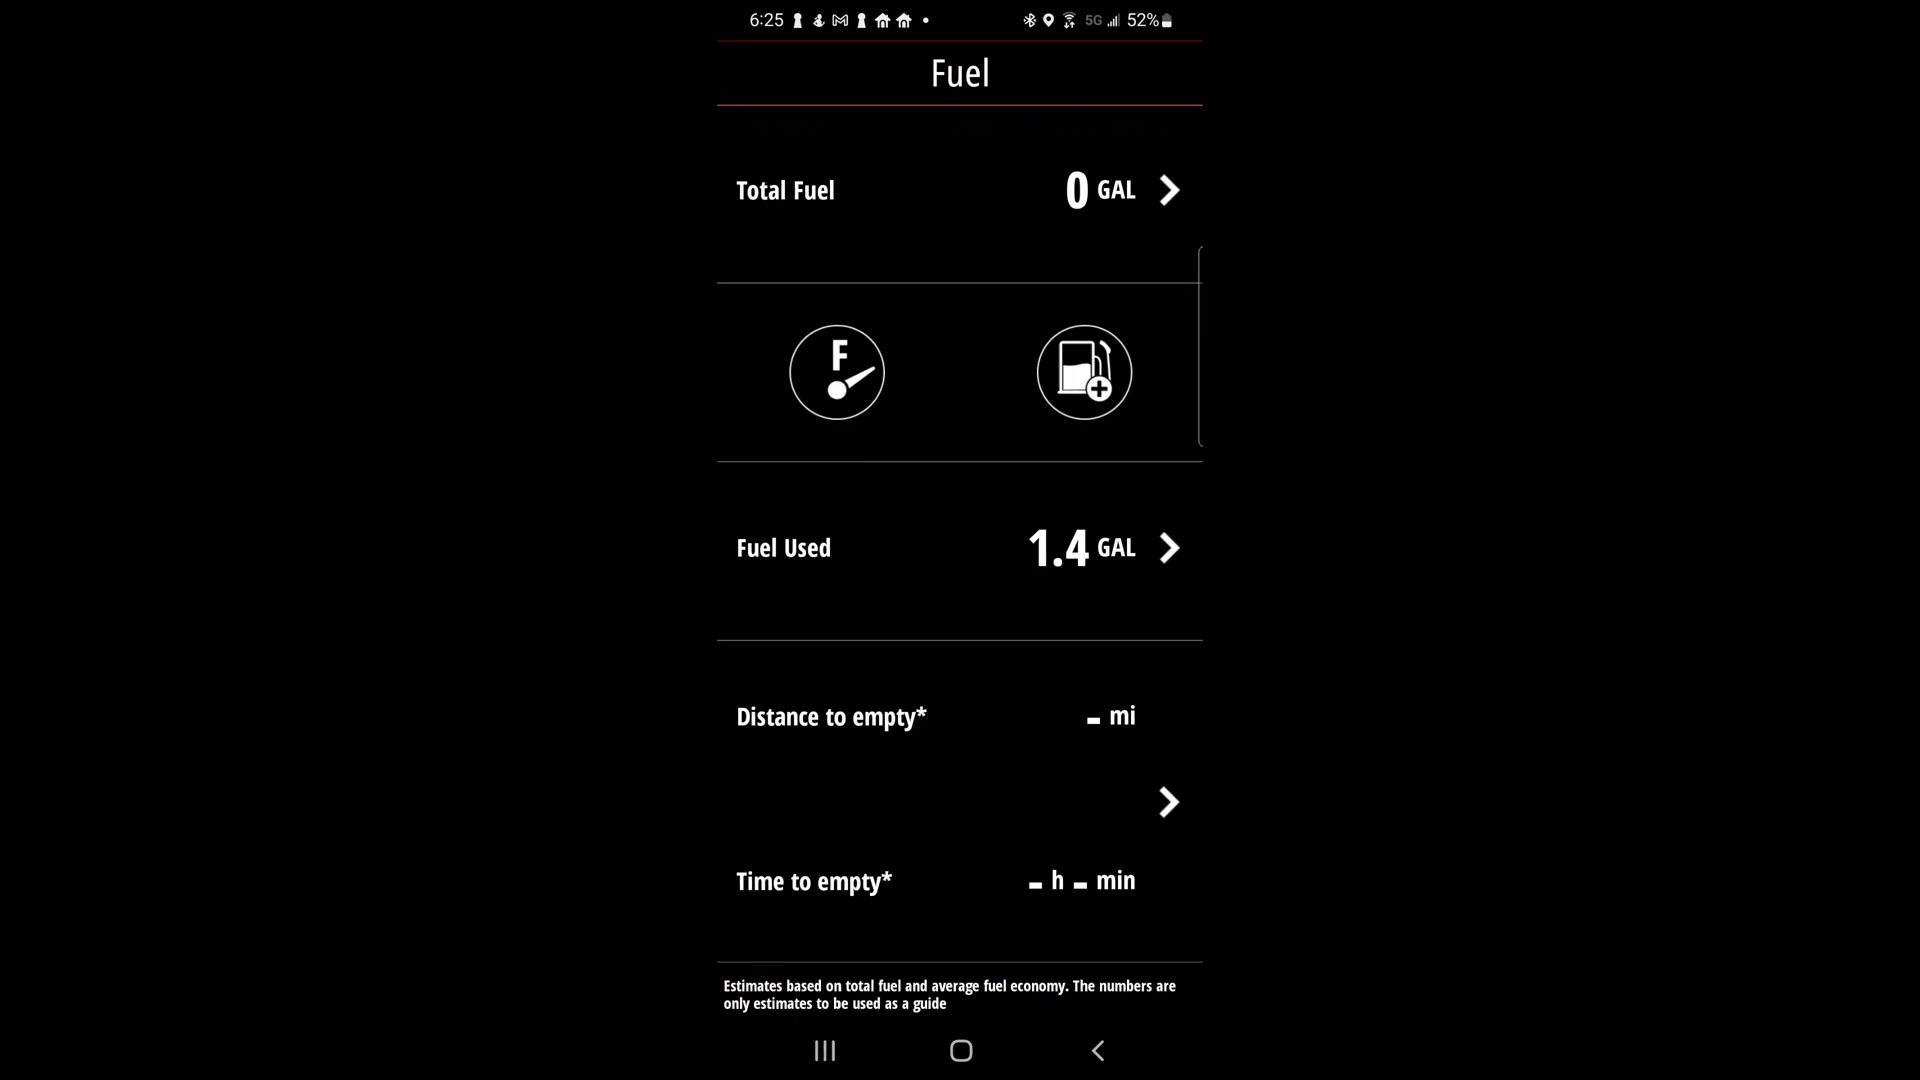 6:25 5G 52%
Fuel
Total Fuel 0 GAL
F
Fuel Used 1.4 GAL
Distance to empty* - mi
Time to empty* - h - min
Estimates based on total fuel and average fuel economy. The numbers are
only estimates to be used as a guide